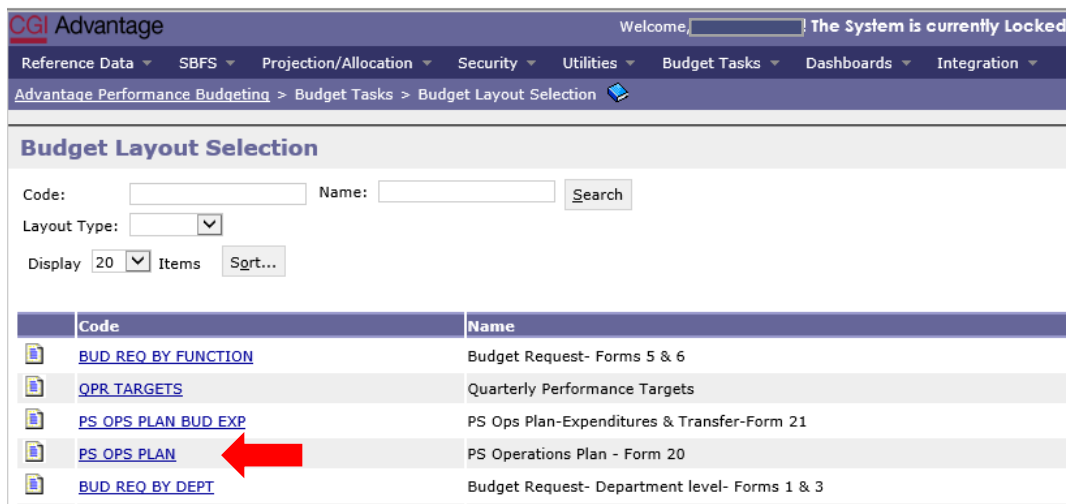 CGI Advantage Welcome, ! The System is currently Locked
Reference Data SBFS Projection/Allocation Security Utilities Budget Tasks Dashboards Integration
Advantage Performance Budgeting > Budget Tasks > Budget Layout Selection
Budget Layout Selection
Code: Name: Search
Layout Type:
Display 20 Items Sort...
Code Name
BUD REQ BY FUNCTION Budget Request- Forms 5 & 6
QPR TARGETS Quarterly Performance Targets
PS OPS PLAN BUD EXP PS Ops Plan-Expenditures & Transfer-Form 21
PS OPS PLAN PS Operations Plan - Form 20
BUD REQ BY DEPT Budget Request- Department level- Forms 1 & 3